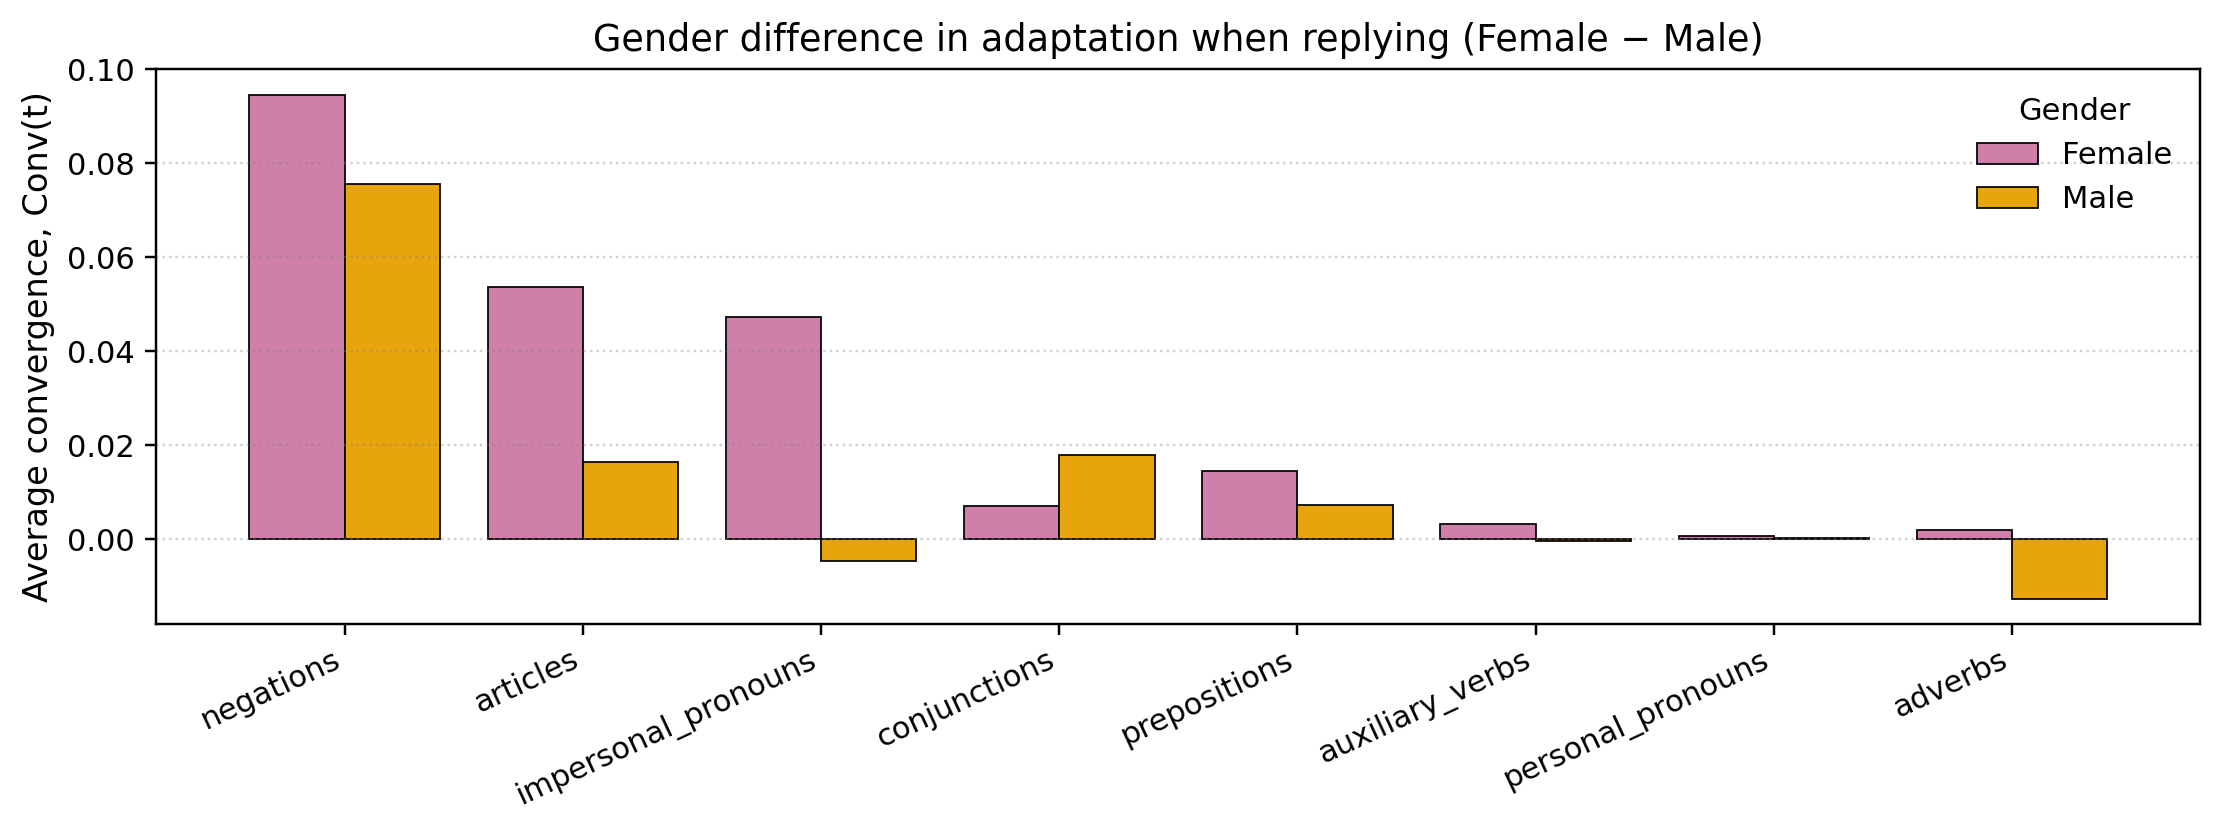 Gender difference in adaptation when replying (Female − Male)
Average convergence, Conv(t)
0.10
0.08
0.06
0.04
0.02
0.00
Gender
Female
Male
negations
articles
impersonal_pronouns
conjunctions
prepositions
auxiliary_verbs
personal_pronouns
adverbs